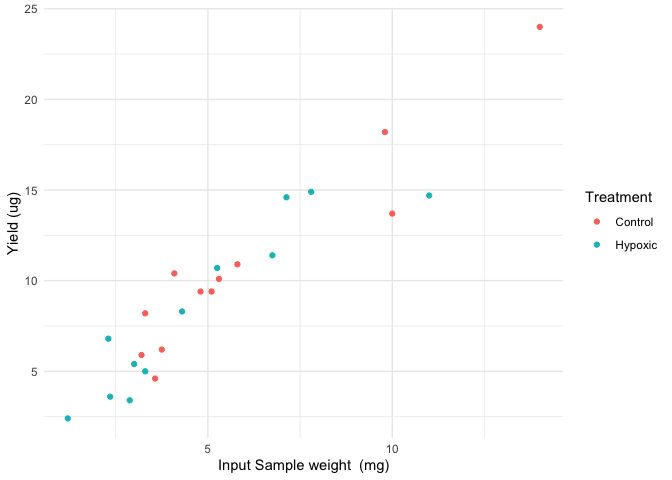 25
20
15
10
5
Yield (ug)
5
10
Input Sample weight  (mg)
Treatment
Control
Hypoxic